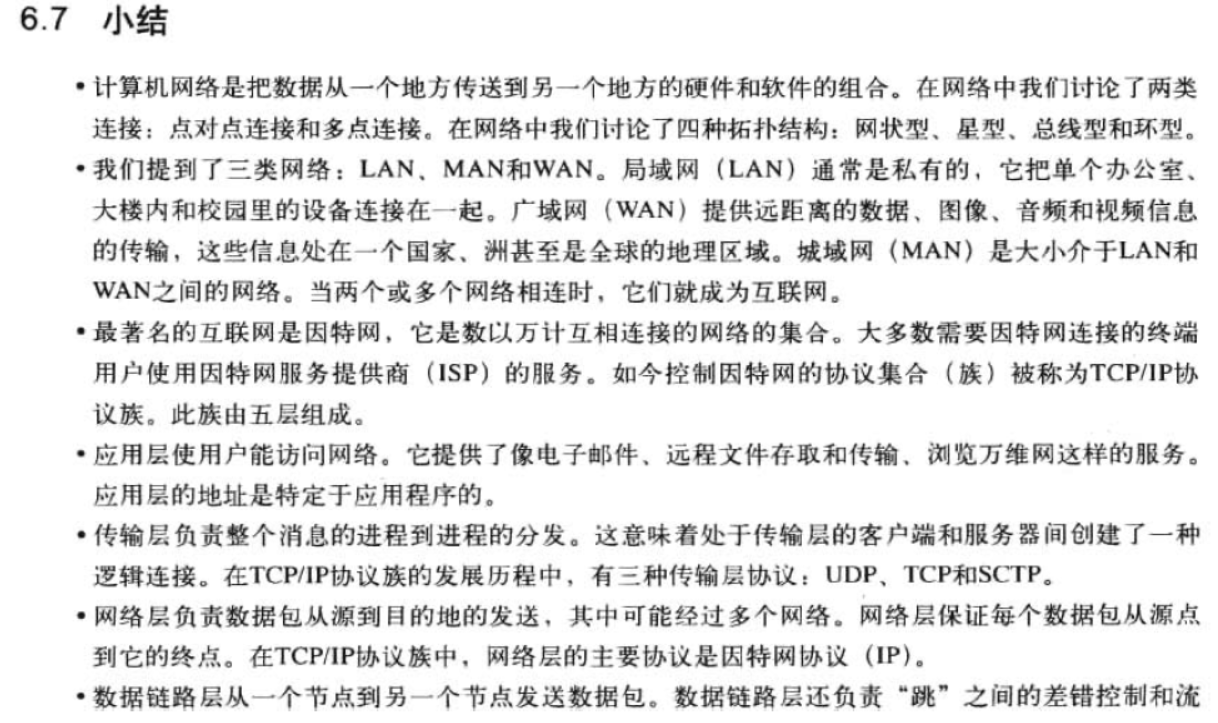 6.7 小结
•计算机网络是把数据从一个地方传送到另一个地方的硬件和软件的组合。在网络中我们讨论了两类
连接：点对点连接和多点连接。在网络中我们讨论了四种拓扑结构：网状型、星型、总线型和环型。
•我们提到了三类网络：LAN、MAN和WAN。局域网（LAN）通常是私有的，它把单个办公室、
大楼内和校园里的设备连接在一起。广域网（WAN）提供远距离的数据、图像、音频和视频信息
的传输，这些信息处在一个国家、洲甚至是全球的地理区域。城域网（MAN）是大小介于LAN和
WAN之间的网络。当两个或多个网络相连时，它们就成为互联网。
•最著名的互联网是因特网，它是数以万计互相连接的网络的集合。大多数需要因特网连接的终端
用户使用因特网服务提供商（ISP）的服务。如今控制因特网的协议集合（族）被称为TCP/IP协
议族。此族由五层组成。
•应用层使用户能访问网络。它提供了像电子邮件、远程文件存取和传输、浏览万维网这样的服务。
应用层的地址是特定于应用程序的。
•传输层负责整个消息的进程到进程的分发。这意味着处于传输层的客户端和服务器间创建了一种
逻辑连接。在TCP/IP协议族的发展历程中，有三种传输层协议：UDP、TCP和SCTP。
•网络层负责数据包从源到目的地的发送，其中可能经过多个网络。网络层保证每个数据包从源点
到它的终点。在TCP/IP协议族中，网络层的主要协议是因特网协议（IP）。
•数据链路层从一个节点到另一个节点发送数据包。数据链路层还负责“跳”之间的差错控制和流